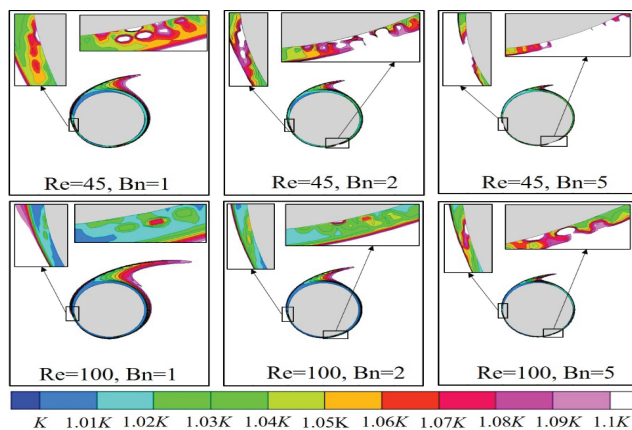 Re=45, Bn=1 Re=45, Bn=2 Re=45, Bn=5
Re=100, Bn=1 Re=100, Bn=2 Re=100, Bn=5
K 1.01K 1.02K 1.03K 1.04K 1.05K 1.06K 1.07K 1.08K 1.09K 1.1K